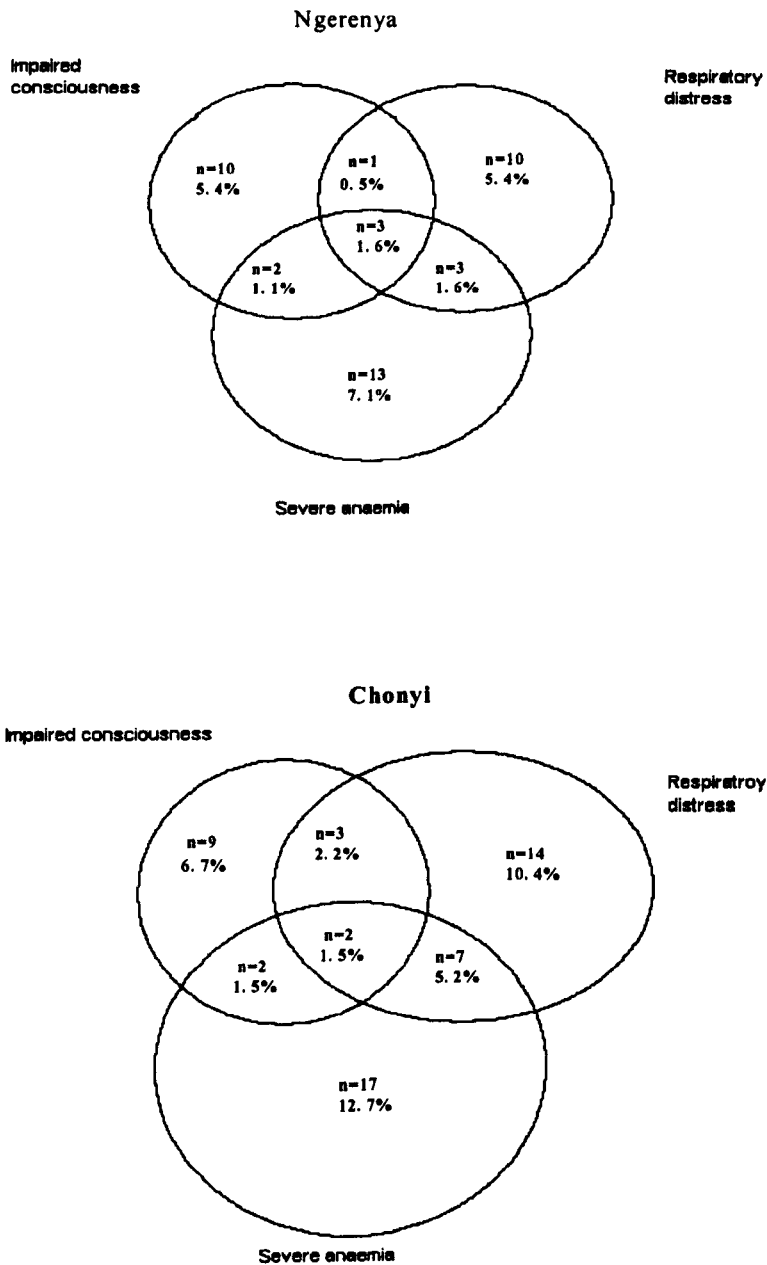 Ngerenya
Impaired
consciousness
Respiratory
distress
n=10
5.4%
n=1
0.5%
n=10
5.4%
n=3
1.6%
n=2
1.1%
n=3
1.6%
n=13
7.1%
Severe anaemia
Chonyi
Impaired consciousness
Respiratroy
distress
n=9
6.7%
n=3
2.2%
n=14
10.4%
n=2
1.5%
n=2
1.5%
n=7
5.2%
n=17
12.7%
Severe anaemia